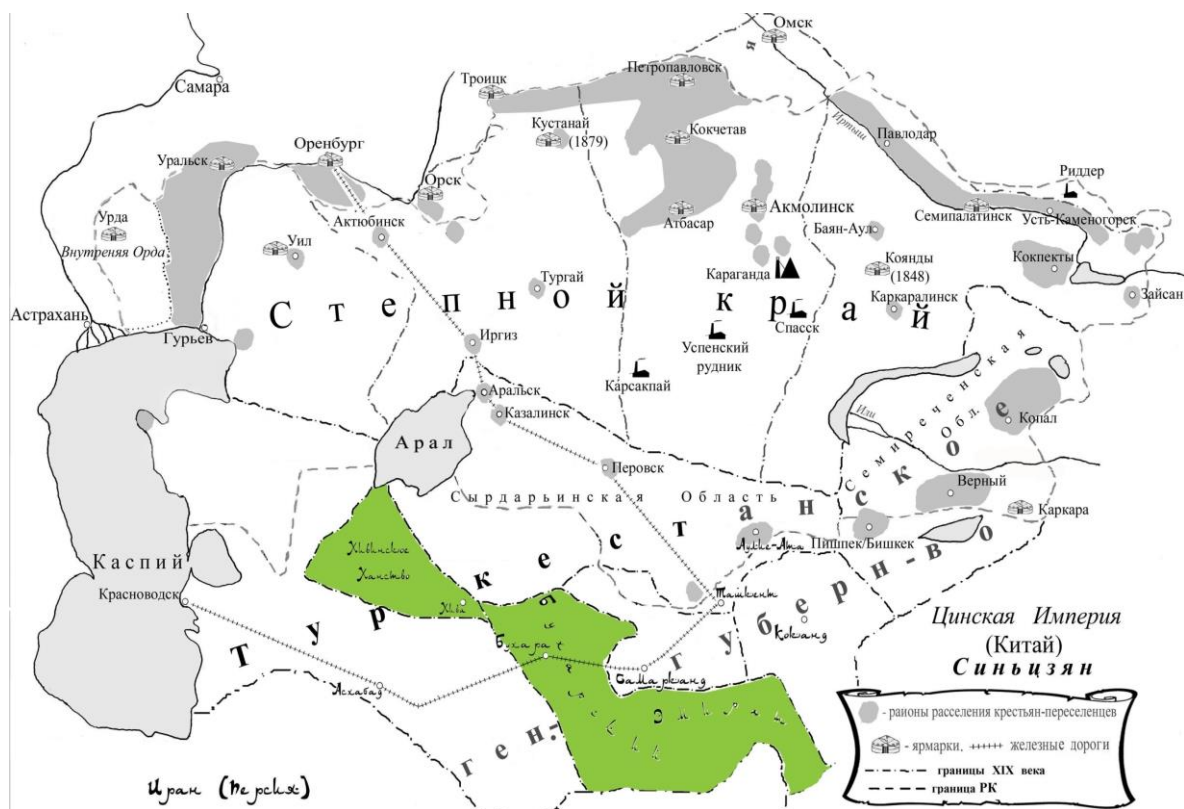 Омск
я
Самара
Троицк
Петропавловск
Кустанай
(1879)
Кокчетав
Иртыш
Павлодар
Оренбург
Уральск
Орск
Риддер
Урда
Внутреняя Орда
Актюбинск
Атбасар
Акмолинск
Семипалатинск
Усть-Каменогорск
Баян-Аул
Уил
Коянды
(1848)
Кокпекты
Караганда
Тургай
Степной край
Каркаралинск
Зайсан
Астрахань
Гурьев
Спасск
Иргиз
Успенский
рудник
Карсакпай
Аральск
Казалинск
Или
Семиреченская
Обл.
Копал
Арал
Перовск
Сырдарьинская Область
Верный
Каркара
Аулие-Ата
Пишпек/Бишкек
Хивинское
Ханство
Каспий
Красноводск
Хива
Ташкент
Коканд
Туркестанское
ген.-губерн-во
Бухара
Самарканд
Эмират
Асхабад
Цинская Империя
(Китай)
Синьцзян
Иран (Персия)
- районы расселения крестьян-переселенцев
- ярмарки,
железные дороги
границы XIX века
граница РК